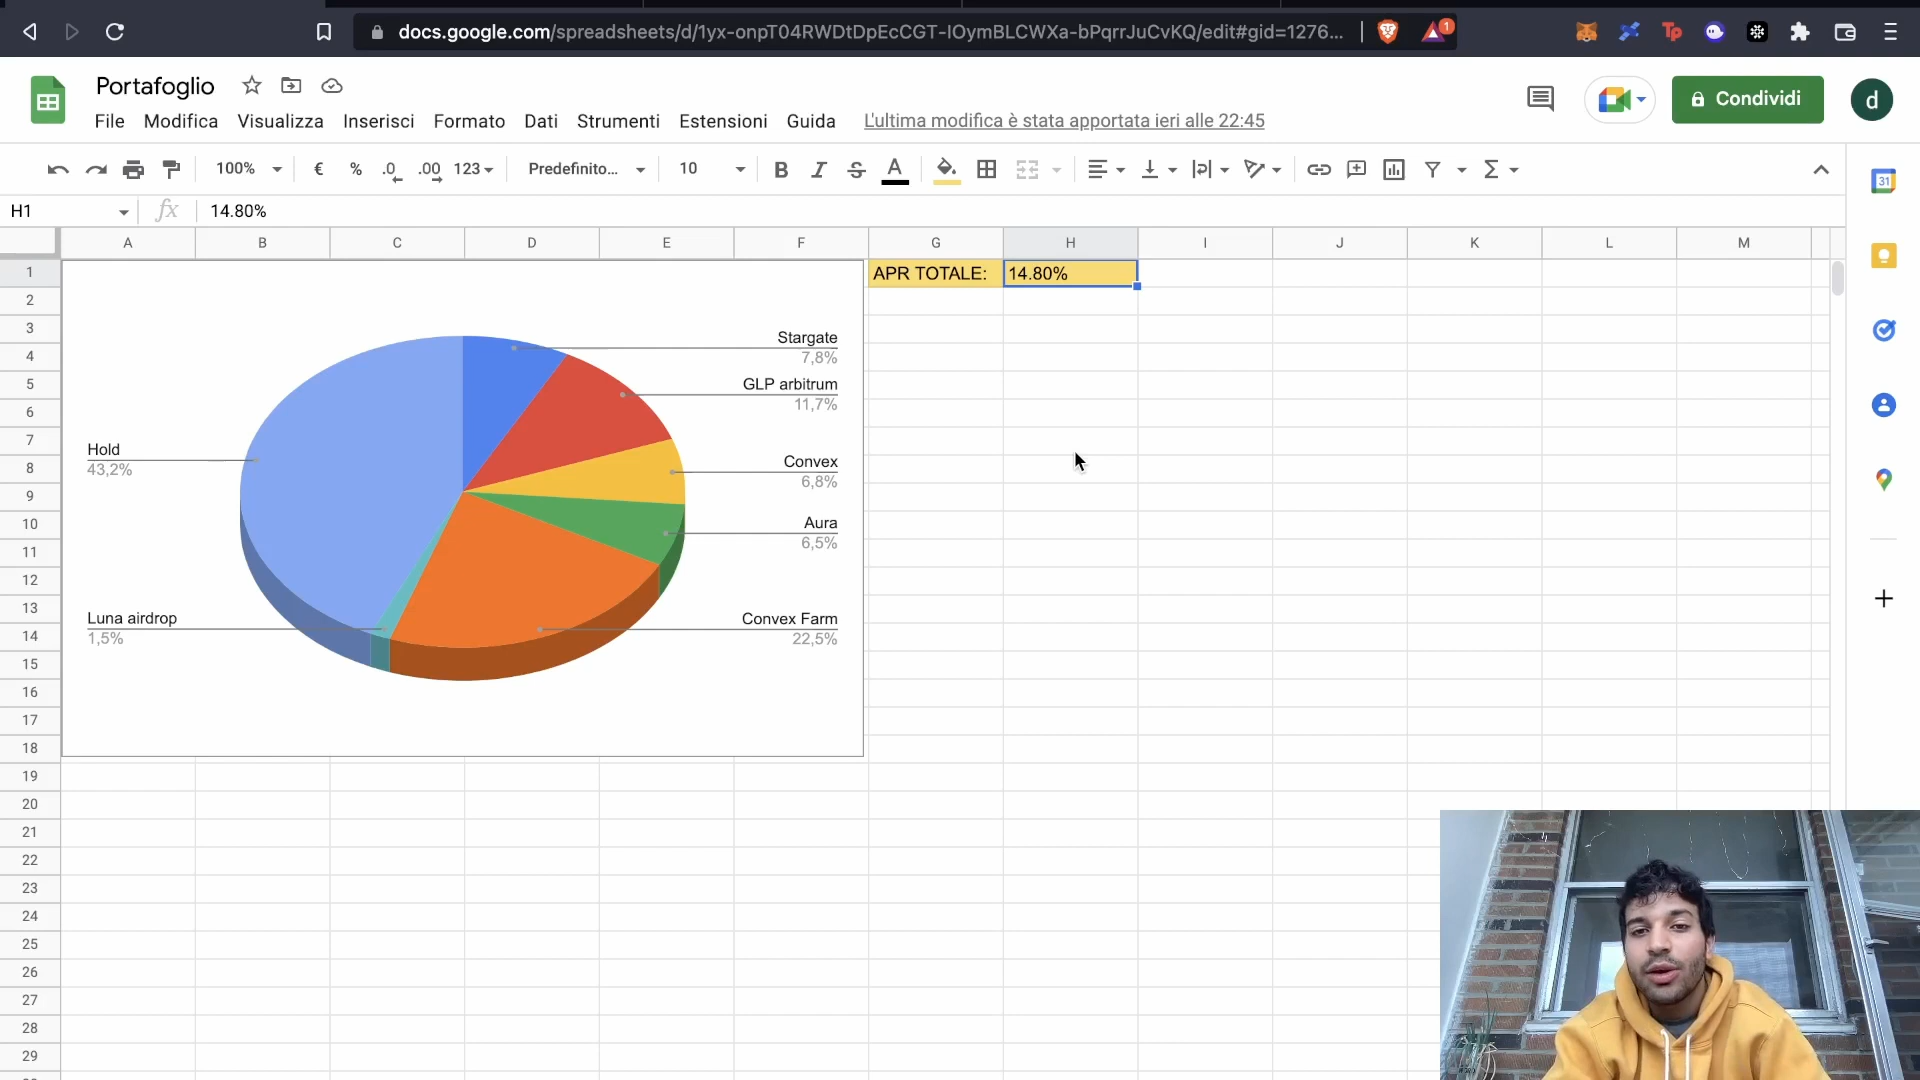 docs.google.com/spreadsheets/d/1yx-onpT04RWDtDpEcCGT-IOymBLCWXa-bPqrrJuCvKQ/edit#gid=1276...
1
Tp
Portafoglio
File Modifica Visualizza Inserisci Formato Dati Strumenti Estensioni Guida L'ultima modifica è stata apportata ieri alle 22:45
Condividi
d
100% € % .0 .00 123 Predefinito... 10 B I S A
31
H1 fx 14.80%
A B C D E F G H I J K L M
1 APR TOTALE: 14.80%
2
3
4
5
6
7
8
9
10
11
12
13
14
15
16
17
18
19
20
21
22
23
24
25
26
27
28
29
Stargate
7,8%
GLP arbitrum
11,7%
Hold
43,2%
Convex
6,8%
Aura
6,5%
Luna airdrop
1,5%
Convex Farm
22,5%